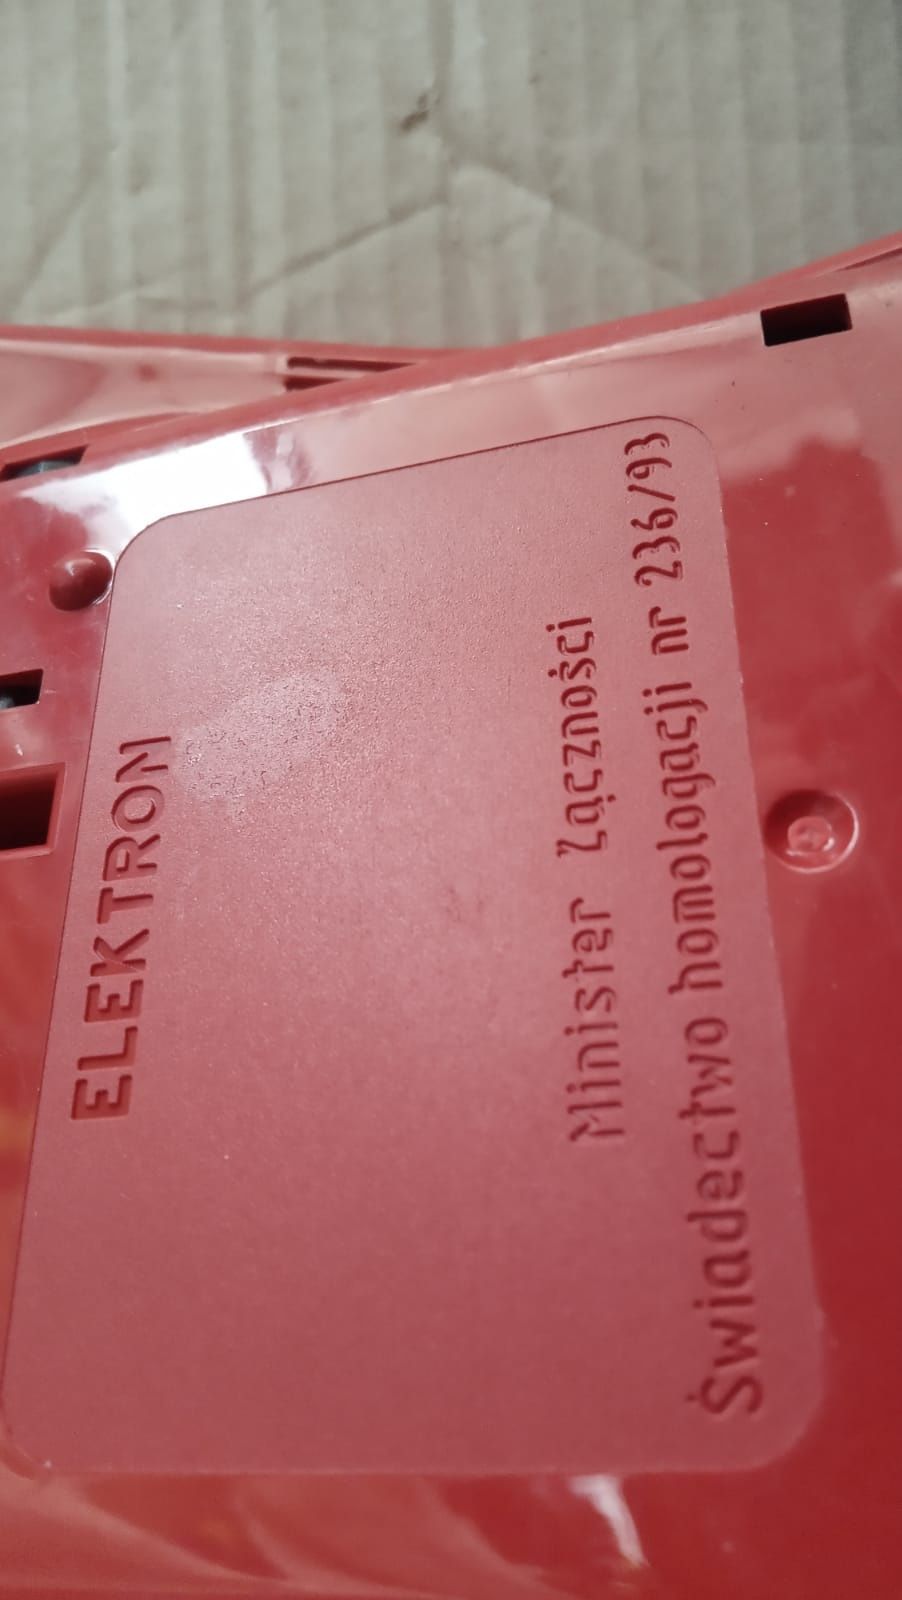 ELEKTRON
Minister Łączności
Świadectwo homologacji nr 236/93